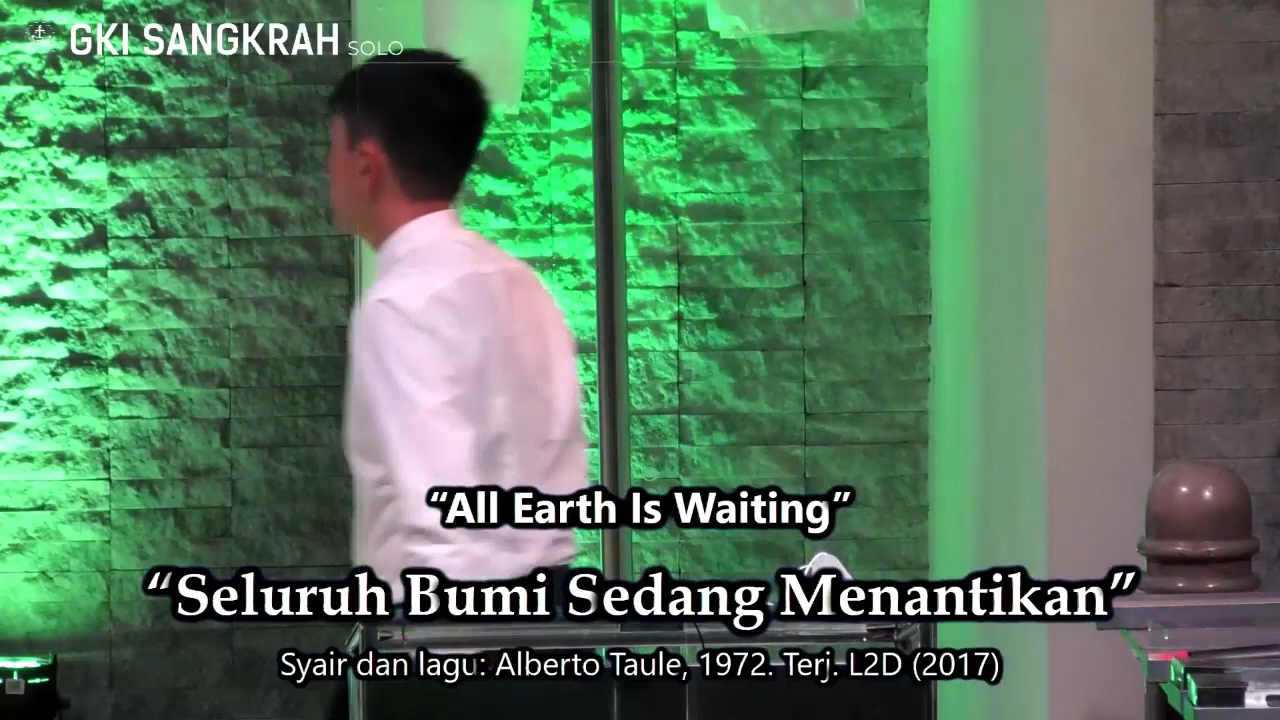 GKI SANGKRAH SOLO
“All Earth Is Waiting”
“Seluruh Bumi Sedang Menantikan”
Syair dan lagu: Alberto Taule, 1972. Terj. L2D (2017)